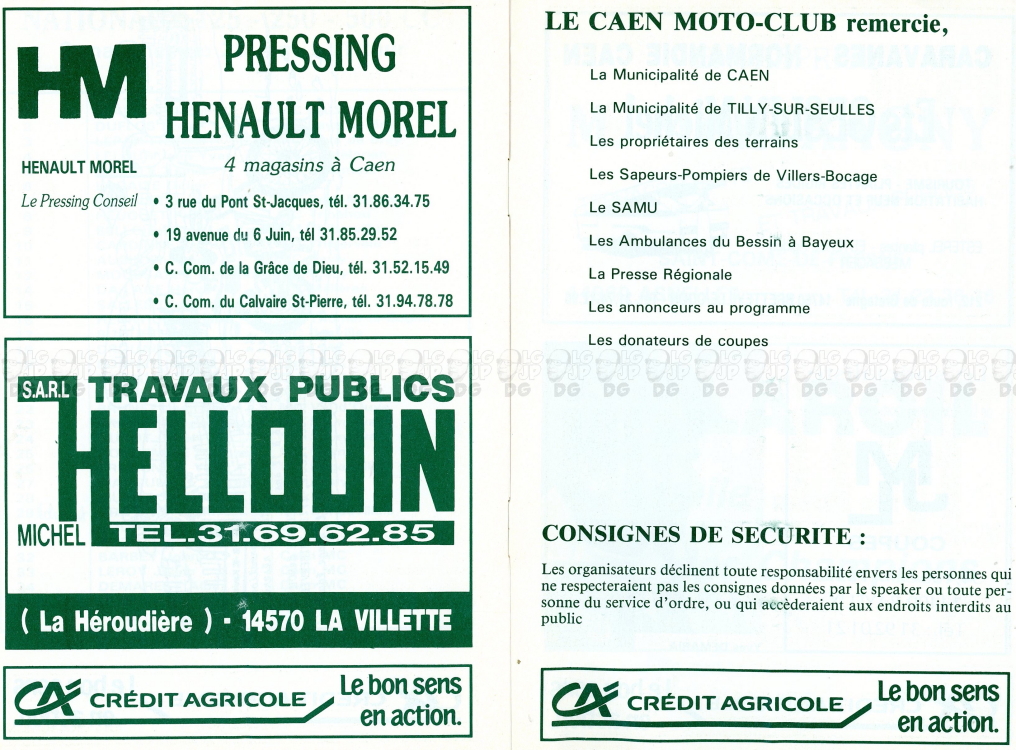 HM
HENAULT MOREL
Le Pressing Conseil
PRESSING
HENAULT MOREL
4 magasins à Caen
• 3 rue du Pont St-Jacques, tél. 31.86.34.75
• 19 avenue du 6 Juin, tél 31.85.29.52
• C. Com. de la Grâce de Dieu, tél. 31.52.15.49
• C. Com. du Calvaire St-Pierre, tél. 31.94.78.78
S.A.R.L TRAVAUX PUBLICS
HELLOUIN
MICHEL TEL.31.69.62.85
( La Héroudière ) - 14570 LA VILLETTE
CA CRÉDIT AGRICOLE
Le bon sens
en action.
LE CAEN MOTO-CLUB remercie,
La Municipalité de CAEN
La Municipalité de TILLY-SUR-SEULLES
Les propriétaires des terrains
Les Sapeurs-Pompiers de Villers-Bocage
Le SAMU
Les Ambulances du Bessin à Bayeux
La Presse Régionale
Les annonceurs au programme
Les donateurs de coupes
CONSIGNES DE SECURITE :
Les organisateurs déclinent toute responsabilité envers les personnes qui
ne respecteraient pas les consignes données par le speaker ou toute per-
sonne du service d'ordre, ou qui accèderaient aux endroits interdits au
public
CA CRÉDIT AGRICOLE
Le bon sens
en action.